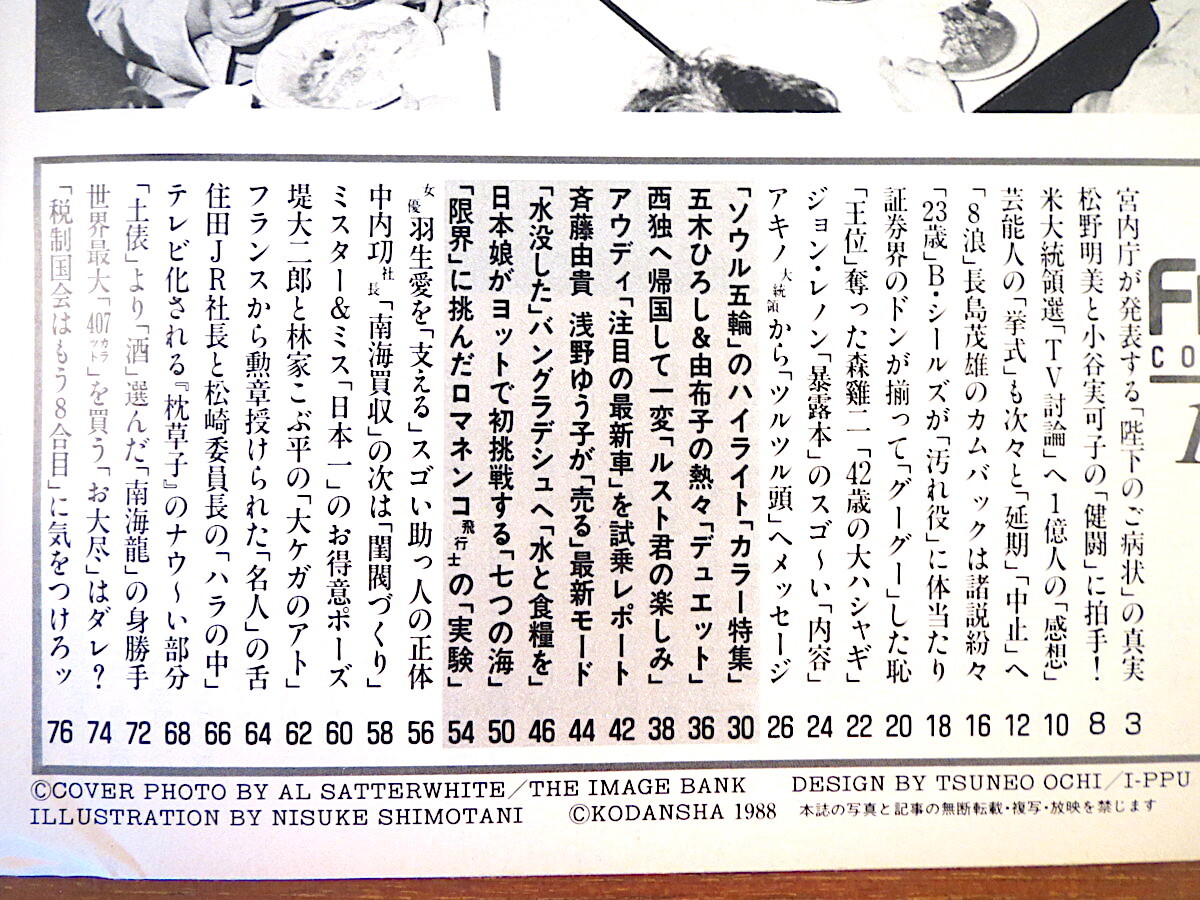 宮内庁が発表する「陛下のご病状」の真実 3
松野明美と小谷実可子の「健闘」に拍手! 8
米大統領選「TV討論」へ1億人の「感想」 10
芸能人の「挙式」も次々と「延期」「中止」へ 12
「8浪」長島茂雄のカムバックは諸説紛々 16
「23歳」B・シールズが「汚れ役」に体当たり 18
証券界のドンが揃って「グーグー」した恥 20
「王位」奪った森雞二「42歳の大ハシャギ」 22
ジョン・レノン「暴露本」のスゴ〜い「内容」 24
アキノ大統領から「ツルツル頭」へメッセージ 26
「ソウル五輪」のハイライト「カラー特集」 30
五木ひろし&由布子の熱々「デュエット」 36
西独へ帰国して一変「ルスト君の楽しみ」 38
アウディ「注目の最新車」を試乗レポート 42
斉藤由貴 浅野ゆう子が「売る」最新モード 44
「水没した」バングラデシュへ「水と食糧を」 46
日本娘がヨットで初挑戦する「七つの海」 50
「限界」に挑んだロマネンコ飛行士の「実験」 54
女優羽生愛を「支える」スゴい助っ人の正体 56
中内㓛社長「南海買収」の次は「閨閥づくり」 58
ミスター&ミス「日本一」のお得意ポーズ 60
堤大二郎と林家こぶ平の「大ケガのアト」 62
フランスから勲章授けられた「名人」の舌 64
住田JR社長と松崎委員長の「ハラの中」 66
テレビ化される『枕草子』のナウ〜い部分 68
「土俵」より「酒」選んだ「南海龍」の身勝手 72
世界最大「407カラット」を買う「お大尽」はダレ? 74
「税制国会はもう8合目」に気をつけろッ 76
©COVER PHOTO BY AL SATTERWHITE/THE IMAGE BANK DESIGN BY TSUNEO OCHI/I-PPU
ILLUSTRATION BY NISUKE SHIMOTANI ©KODANSHA 1988 本誌の写真と記事の無断転載・複写・放映を禁じます